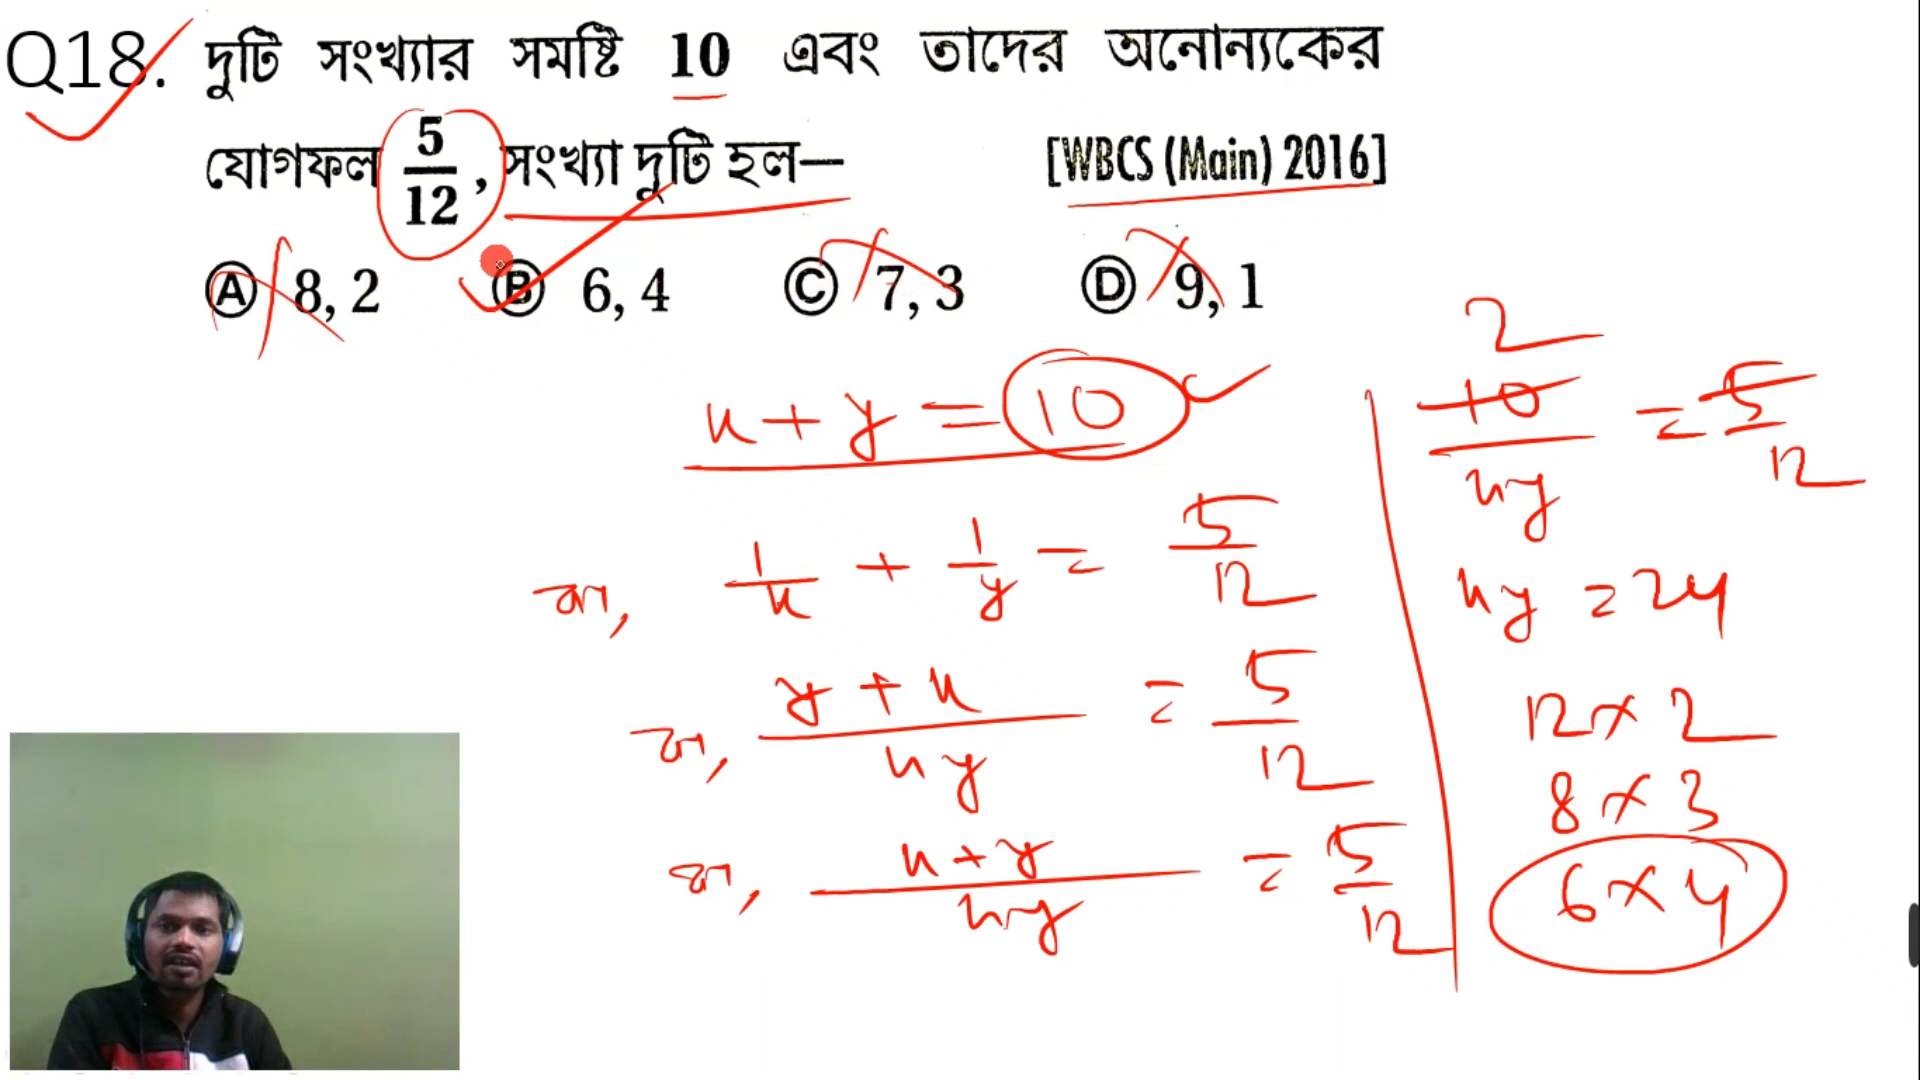 Q18. দুটি সংখ্যার সমষ্টি 10 এবং তাদের অনোন্যকের
যোগফল 5/12, সংখ্যা দুটি হল— [WBCS (Main) 2016]
Ⓐ 8, 2 Ⓑ 6, 4 Ⓒ 7, 3 Ⓓ 9, 1
x + y = 10
বা, 1/x + 1/y = 5/12
বা, y + x / xy = 5/12
বা, x + y / xy = 5/12
2
10/xy = 5/12
xy = 24
12 × 2
8 × 3
6 × 4